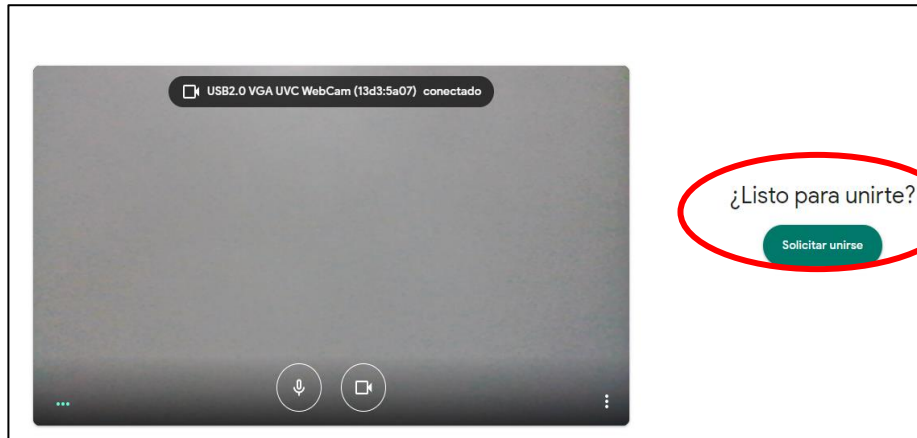 USB2.0 VGA UVC WebCam (13d3:5a07) conectado
¿Listo para unirte?
Solicitar unirse